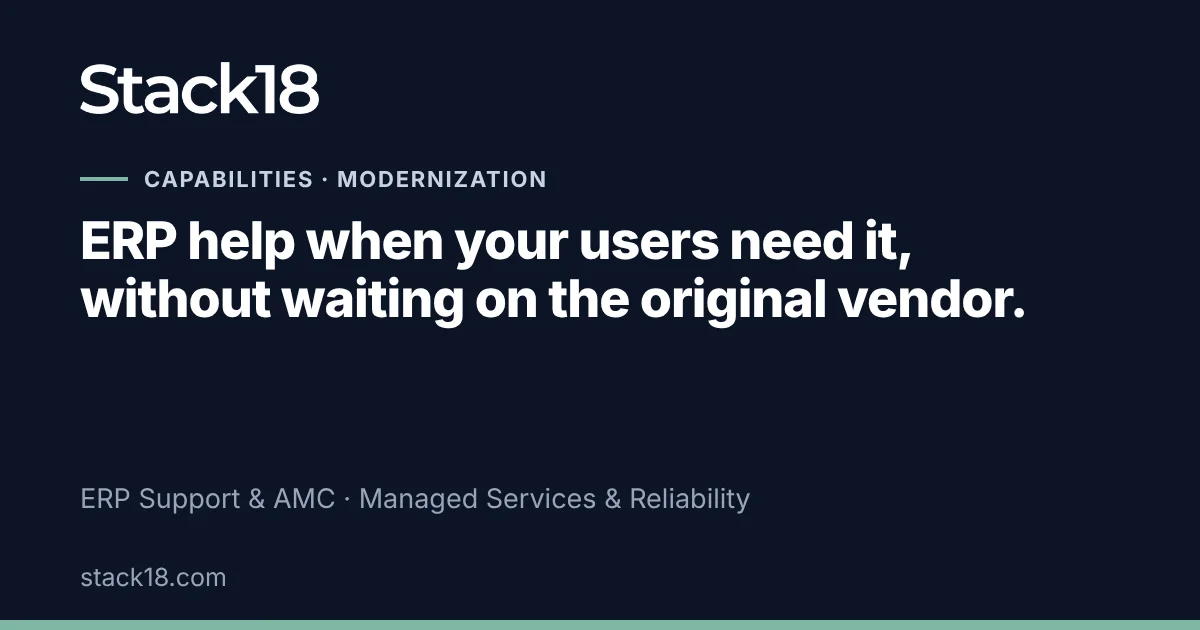 Stack18
CAPABILITIES · MODERNIZATION
ERP help when your users need it,
without waiting on the original vendor.
ERP Support & AMC · Managed Services & Reliability
stack18.com